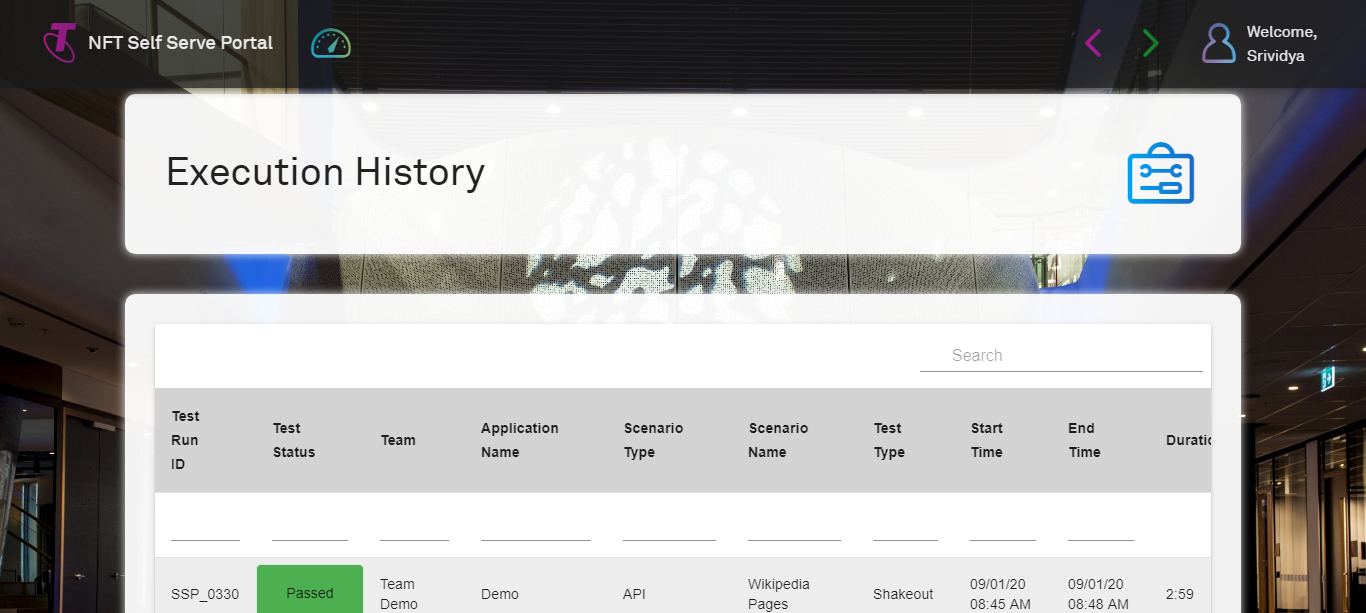 NFT Self Serve Portal
Welcome,
Srividya
Execution History
Search
Test Run ID
Test Status
Team
Application Name
Scenario Type
Scenario Name
Test Type
Start Time
End Time
Duratic
SSP_0330
Passed
Team Demo
Demo
API
Wikipedia Pages
Shakeout
09/01/20 08:45 AM
09/01/20 08:48 AM
2:59